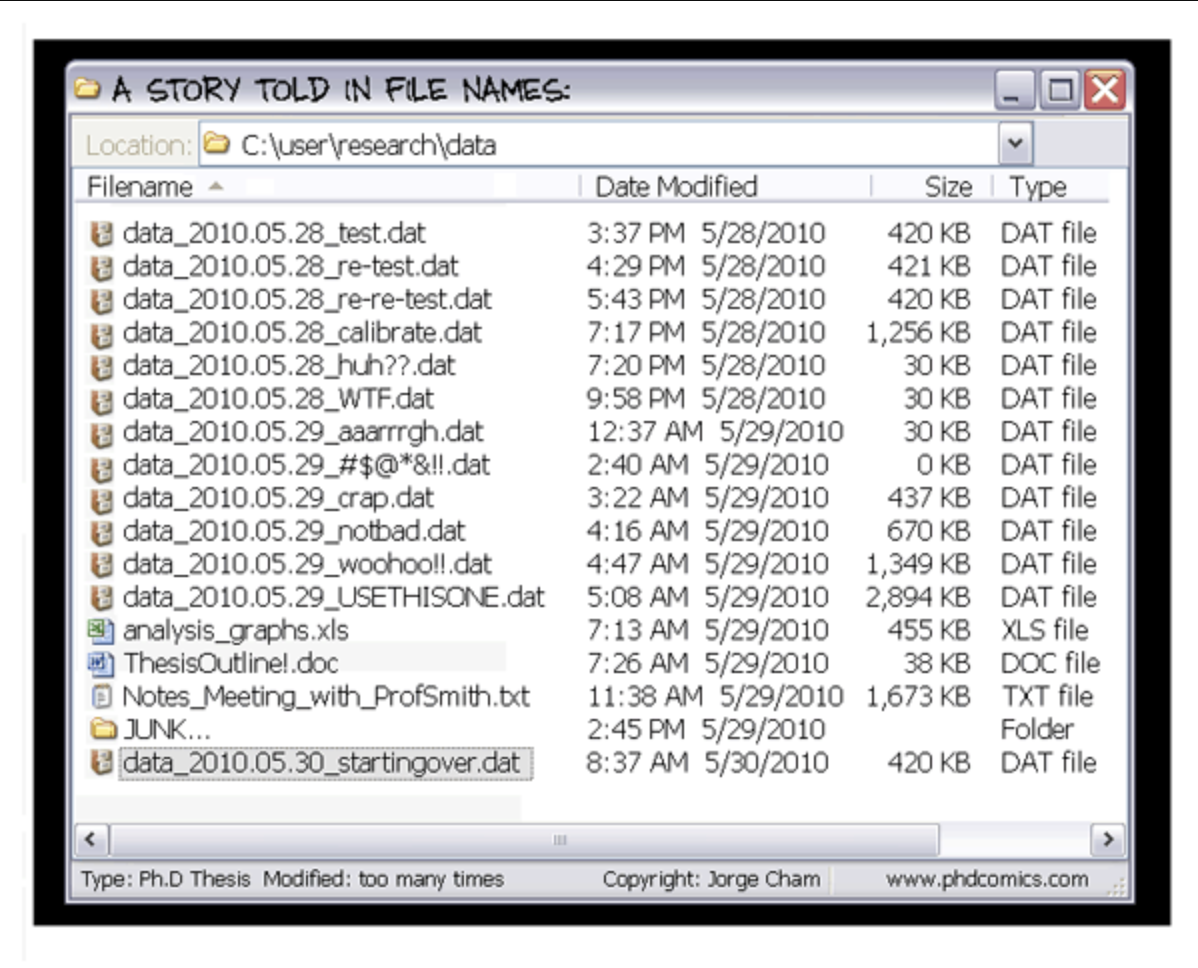 A STORY TOLD IN FILE NAMES:
Location: C:\user\research\data
Filename Date Modified Size Type
data_2010.05.28_test.dat 3:37 PM 5/28/2010 420 KB DAT file
data_2010.05.28_re-test.dat 4:29 PM 5/28/2010 421 KB DAT file
data_2010.05.28_re-re-test.dat 5:43 PM 5/28/2010 420 KB DAT file
data_2010.05.28_calibrate.dat 7:17 PM 5/28/2010 1,256 KB DAT file
data_2010.05.28_huh??.dat 7:20 PM 5/28/2010 30 KB DAT file
data_2010.05.28_WTF.dat 9:58 PM 5/28/2010 30 KB DAT file
data_2010.05.29_aaarrrgh.dat 12:37 AM 5/29/2010 30 KB DAT file
data_2010.05.29_#$@*&!!.dat 2:40 AM 5/29/2010 0 KB DAT file
data_2010.05.29_crap.dat 3:22 AM 5/29/2010 437 KB DAT file
data_2010.05.29_notbad.dat 4:16 AM 5/29/2010 670 KB DAT file
data_2010.05.29_woohoo!!.dat 4:47 AM 5/29/2010 1,349 KB DAT file
data_2010.05.29_USETHISONE.dat 5:08 AM 5/29/2010 2,894 KB DAT file
analysis_graphs.xls 7:13 AM 5/29/2010 455 KB XLS file
ThesisOutline!.doc 7:26 AM 5/29/2010 38 KB DOC file
Notes_Meeting_with_ProfSmith.txt 11:38 AM 5/29/2010 1,673 KB TXT file
JUNK... 2:45 PM 5/29/2010 Folder
data_2010.05.30_startingover.dat 8:37 AM 5/30/2010 420 KB DAT file
Type: Ph.D Thesis Modified: too many times Copyright: Jorge Cham www.phdcomics.com